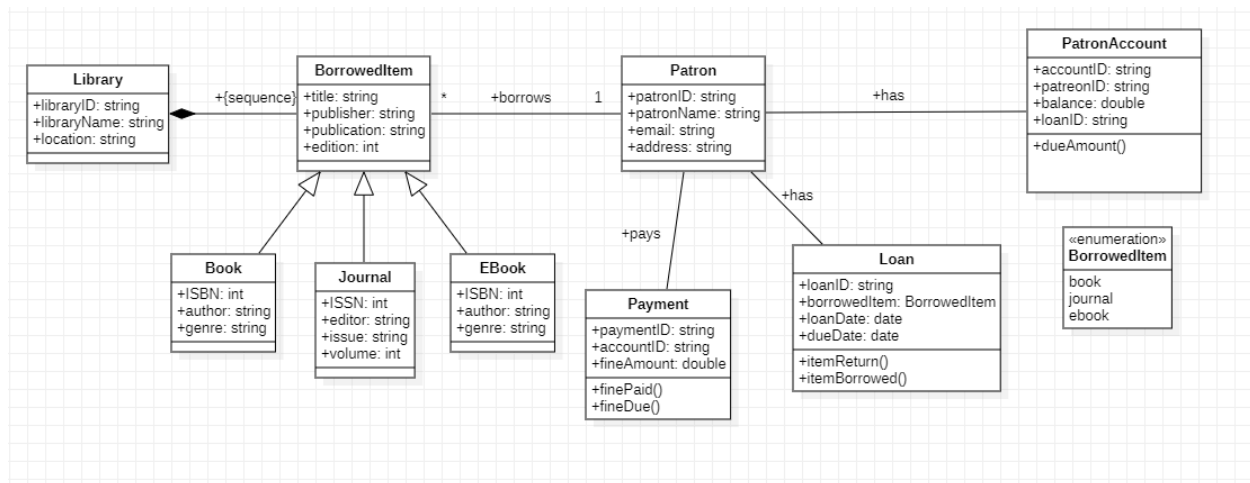 Library
+libraryID: string
+libraryName: string
+location: string
+{sequence}
BorrowedItem
+title: string
+publisher: string
+publication: string
+edition: int
*
+borrows
1
Patron
+patronID: string
+patronName: string
+email: string
+address: string
+has
PatronAccount
+accountID: string
+patreonID: string
+balance: double
+loanID: string
+dueAmount()
Book
+ISBN: int
+author: string
+genre: string
Journal
+ISSN: int
+editor: string
+issue: string
+volume: int
EBook
+ISBN: int
+author: string
+genre: string
+pays
Payment
+paymentID: string
+accountID: string
+fineAmount: double
+finePaid()
+fineDue()
+has
Loan
+loanID: string
+borrowedItem: BorrowedItem
+loanDate: date
+dueDate: date
+itemReturn()
+itemBorrowed()
«enumeration»
BorrowedItem
book
journal
ebook